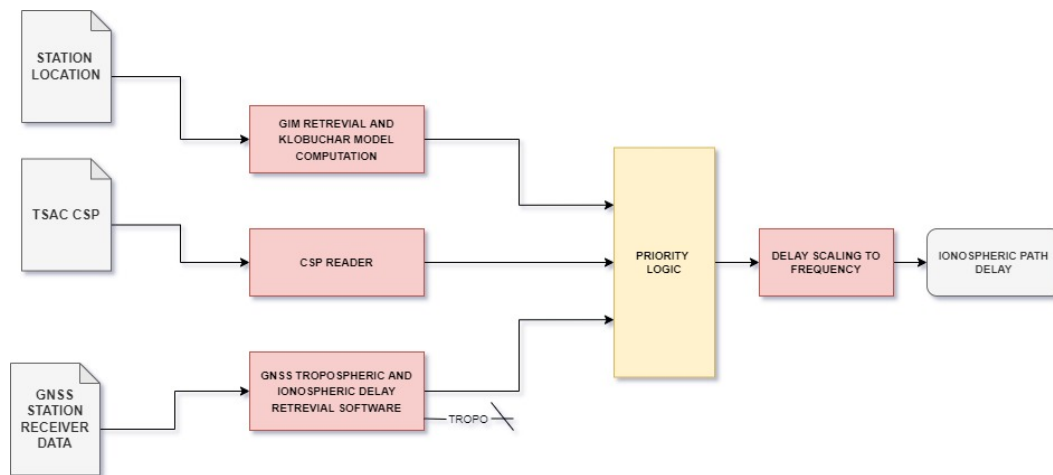 STATION
LOCATION
GIM RETREVIAL AND
KLOBUCHAR MODEL
COMPUTATION
TSAC CSP
CSP READER
PRIORITY
LOGIC
DELAY SCALING TO
FREQUENCY
IONOSPHERIC PATH
DELAY
GNSS
STATION
RECEIVER
DATA
GNSS TROPOSPHERIC AND
IONOSPHERIC DELAY
RETREVIAL SOFTWARE
TROPO